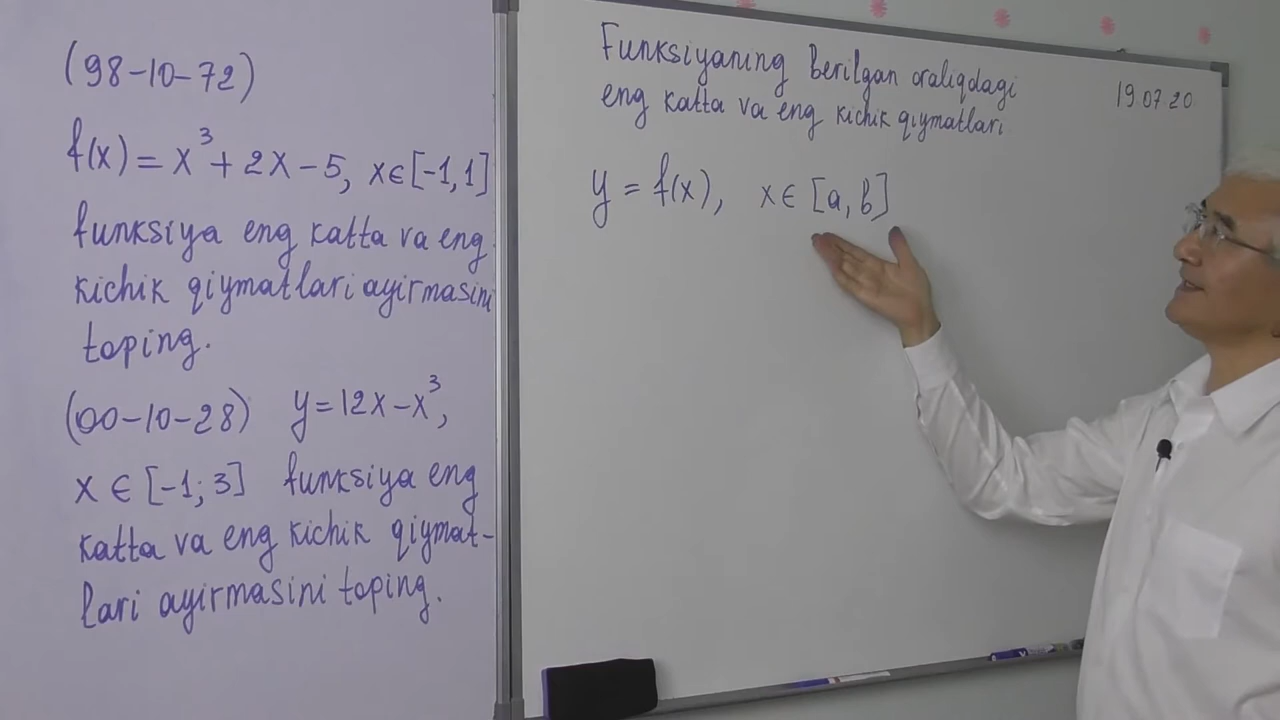 (98-10-72)
f(x) = x³ + 2x - 5, x ∈ [-1, 1]
funksiya eng katta va eng
kichik qiymatlari ayirmasini
toping.
(00-10-28) y = 12x - x³,
x ∈ [-1; 3] funksiya eng
katta va eng kichik qiymat-
lari ayirmasini toping.
Funksiyaning berilgan oraliqdagi
eng katta va eng kichik qiymatlari
19.07.20
y = f(x), x ∈ [a, b]